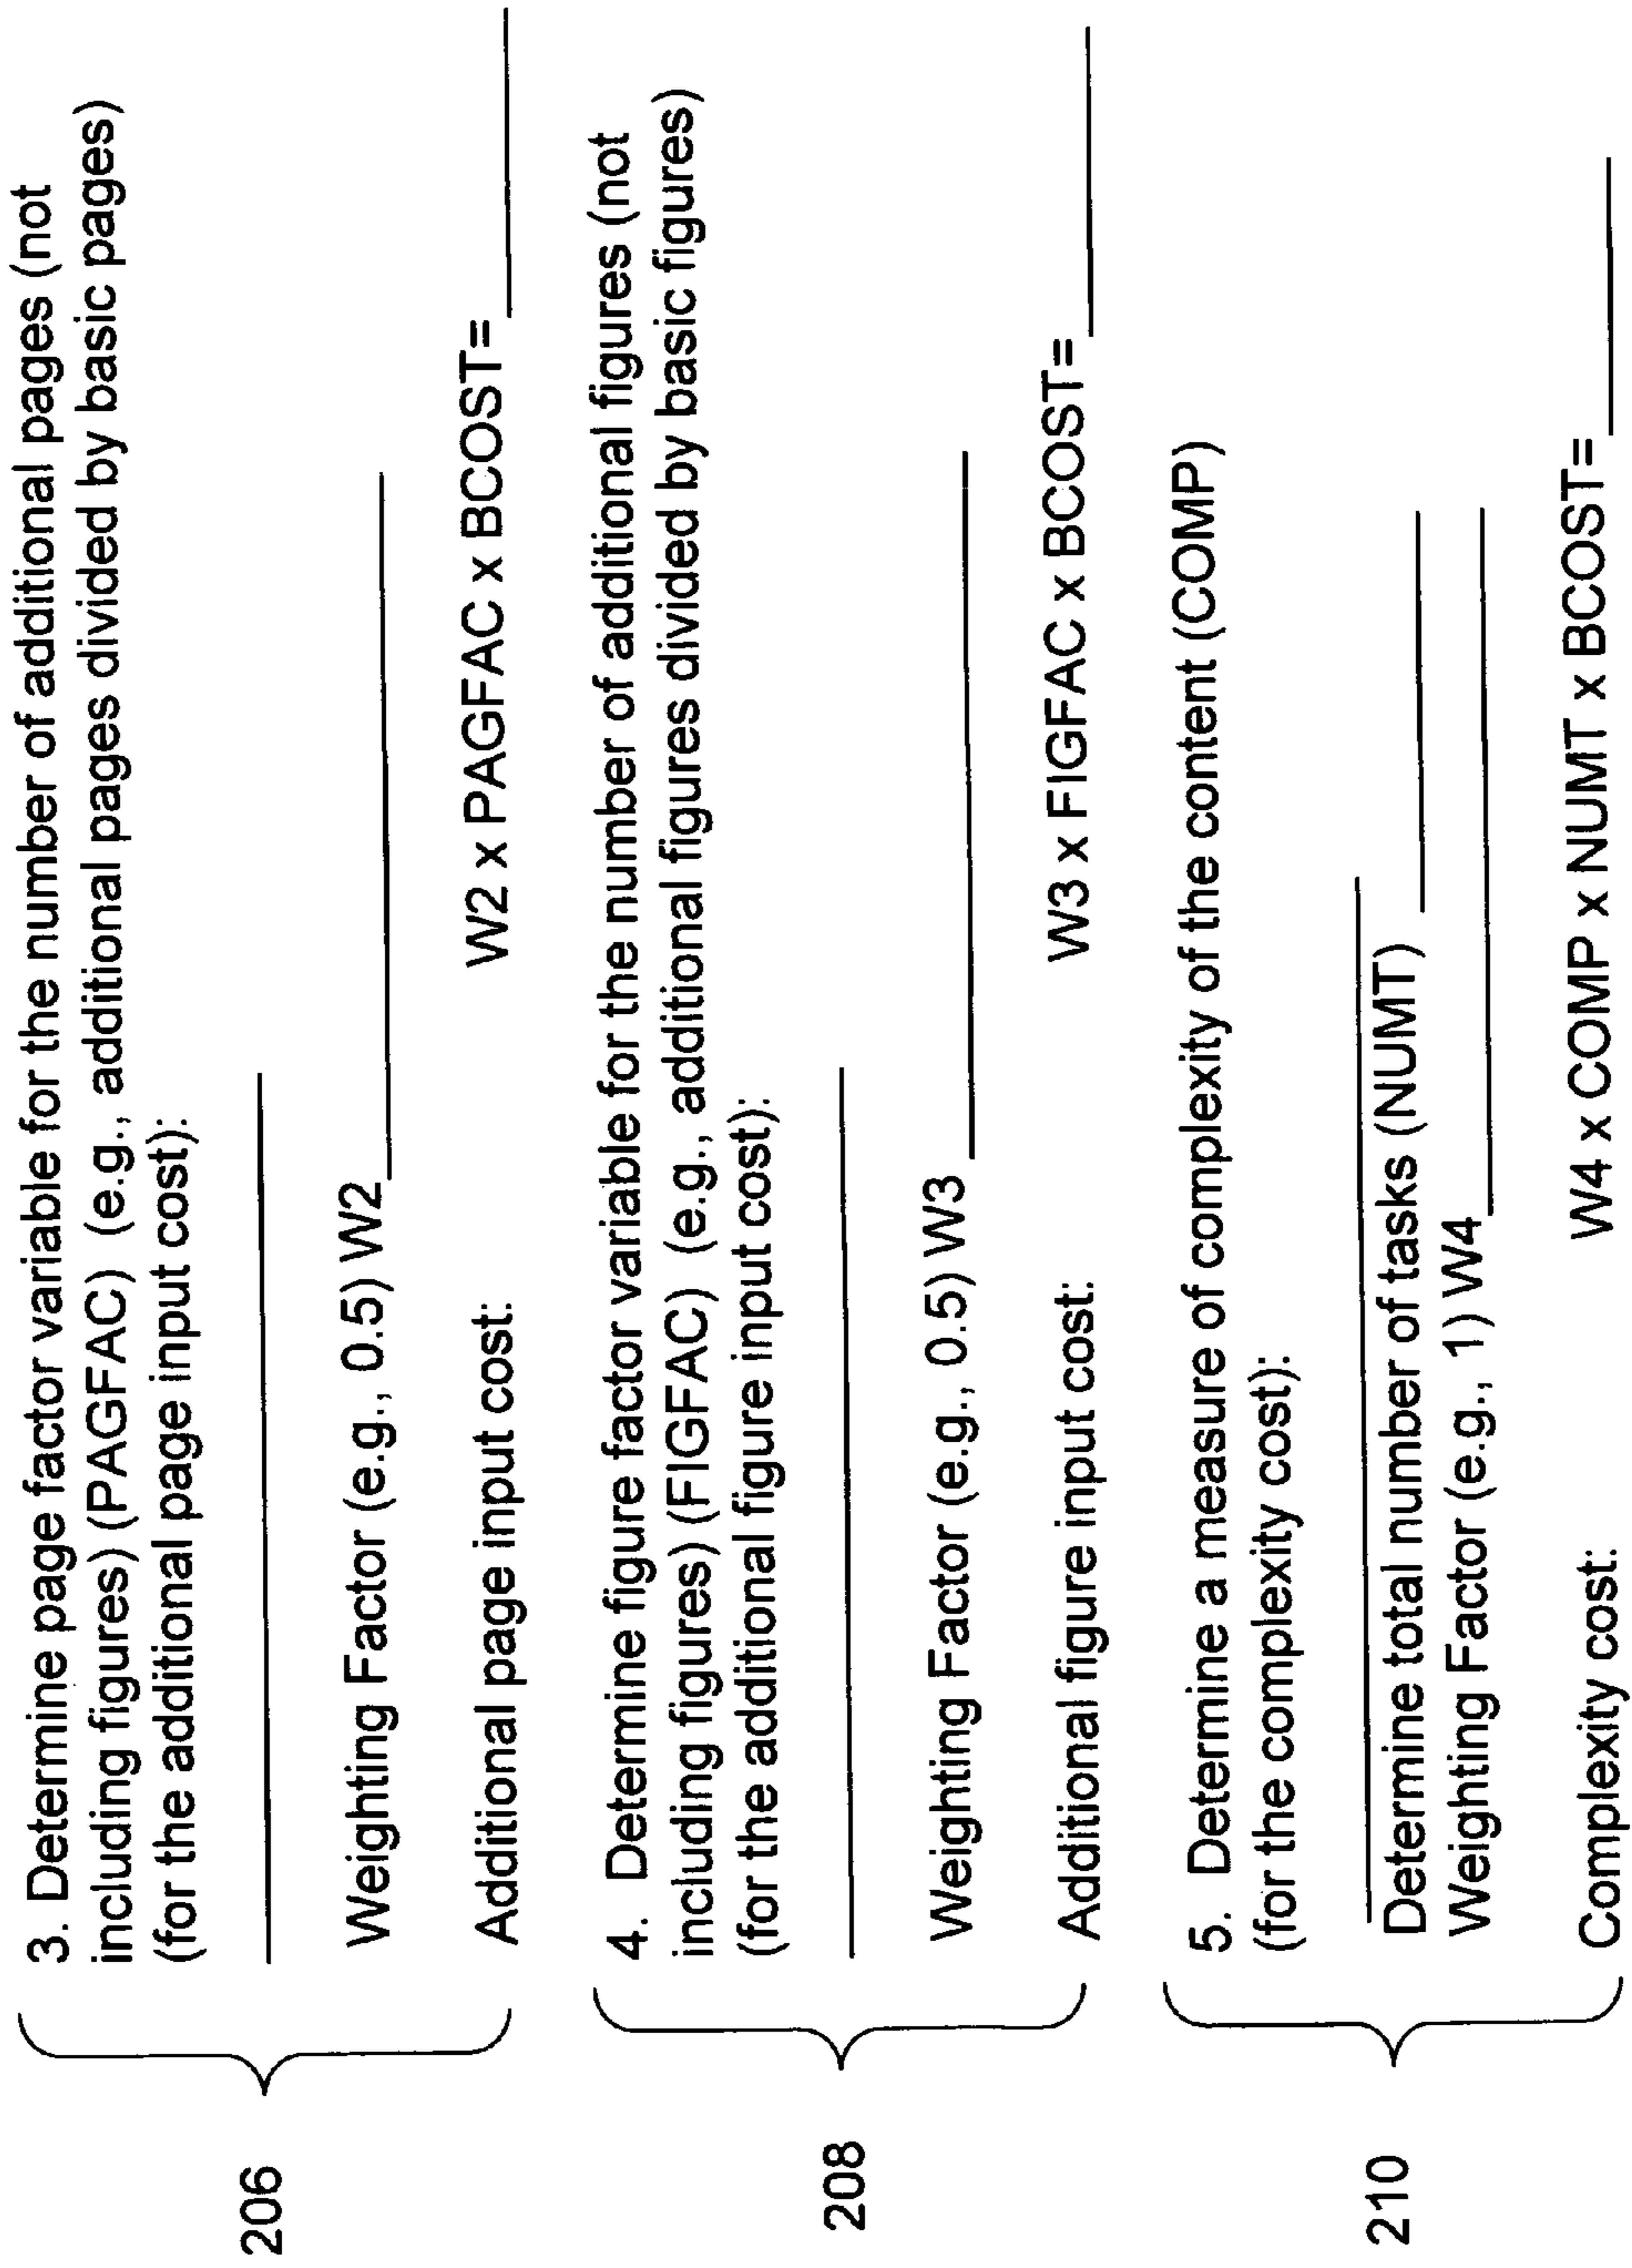 206
3. Determine page factor variable for the number of additional pages (not
including figures) (PAGFAC) (e.g., additional pages divided by basic pages)
(for the additional page input cost):
Weighting Factor (e.g., 0.5) W2
Additional page input cost: W2 x PAGFAC x BCOST=
208
4. Determine figure factor variable for the number of additional figures (not
including figures) (FIGFAC) (e.g., additional figures divided by basic figures)
(for the additional figure input cost):
Weighting Factor (e.g., 0.5) W3
Additional figure input cost: W3 x FIGFAC x BCOST=
210
5. Determine a measure of complexity of the content (COMP)
(for the complexity cost):
Determine total number of tasks (NUMT)
Weighting Factor (e.g., 1) W4
Complexity cost: W4 x COMP x NUMT x BCOST=